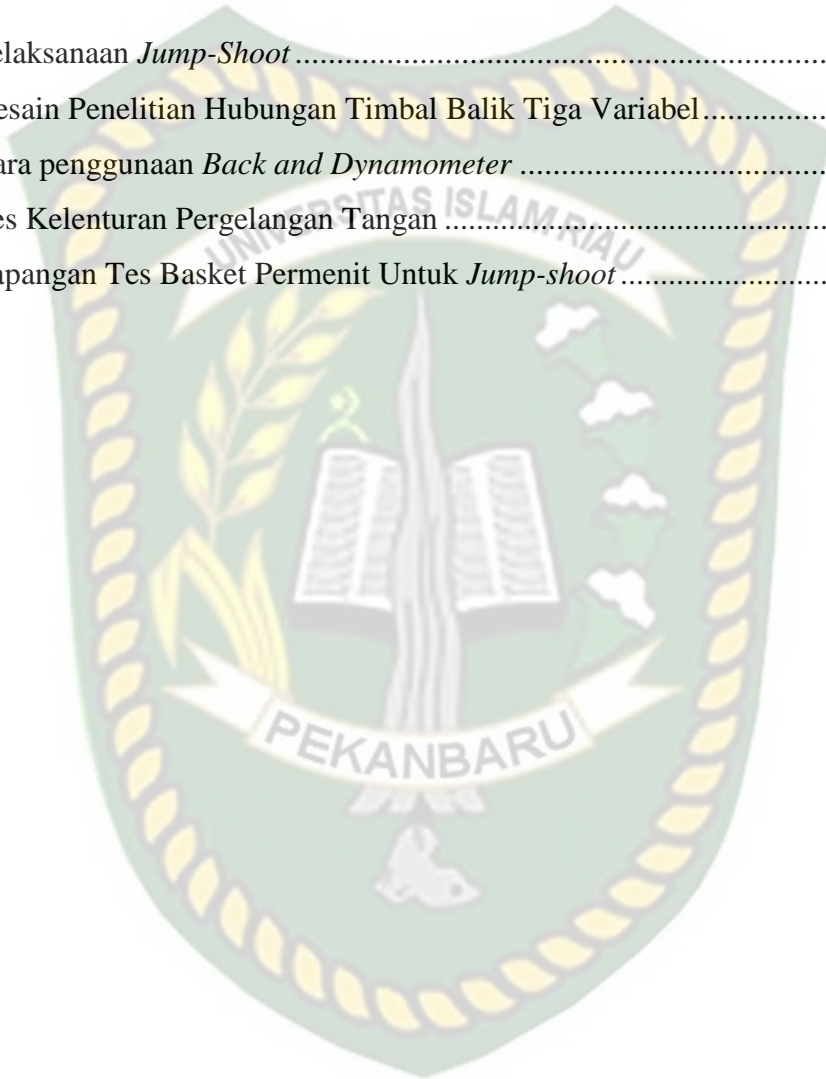 elaksanaan Jump-Shoot ................................................................
esain Penelitian Hubungan Timbal Balik Tiga Variabel...............
ara penggunaan Back and Dynamometer ......................................
es Kelenturan Pergelangan Tangan ...............................................
apangan Tes Basket Permenit Untuk Jump-shoot .........................
UNIVERSITAS ISLAM RIAU
PEKANBARU